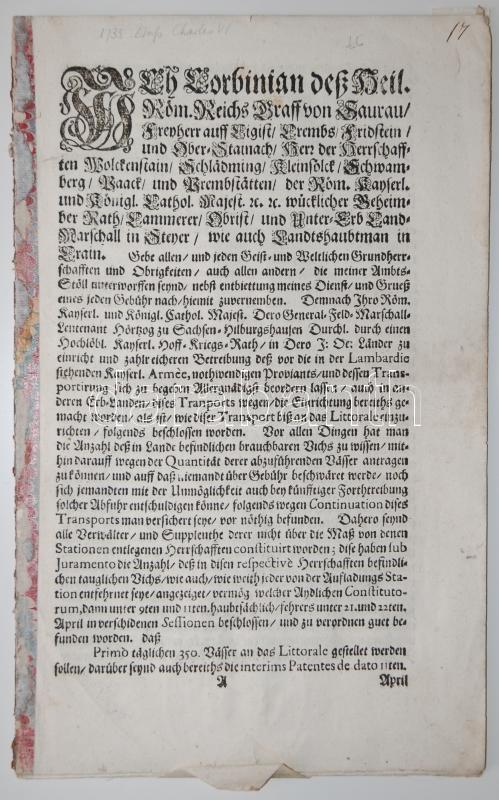 1733 Charles VI
17
Ich Corbinian deß Heil.
Röm. Reichs Graff von Saurau/
Freyherr auff Ligist/ Crembs/ Fridstein/
und Ober-Stainach/ Herr der Herrschaff-
ten Wolckenstain/ Schlädming/ Kleinsölck/ Schwam-
berg/ Paack/ und Prembstätten/ der Röm. Kayserl.
und Königl. Cathol. Majest. ꝛc. ꝛc. würcklicher Geheim-
ber Rath/ Cammerer/ Obrist/ und Unter-Erb Land-
Marschall in Steyer/ wie auch Landtshaubtman in
Crain. Gebe allen/ und jeden Geist- und Weltlichen Grundherr-
schafften und Obrigkeiten/ auch allen andern/ die meiner Ambts-
Stöll unterworffen seynd/ nebst entbiettung meines Dienst/ und Grueß
eines jeden Gebühr nach/ hiemit zuvernemben. Demnach Jhro Röm.
Kayserl. und Königl. Cathol. Majest. Dero General-Feld-Marschall-
Leutenant Hörtzog zu Sachsen-Hilburgshausen Durchl. durch einen
Hochlöbl. Kayserl. Hoff-Kriegs-Rath/ in Dero J: Oe: Länder zu
einricht und zahlreicheren Betreibung deß vor die in der Lambardie
stehenden Kayserl. Armèe, nothwendigen Proviants/ und dessen Trans-
portirung sich zu begeben Allergnädigst beordern lassen/ auch in an-
deren Erb-Landen dises Tranports wegen/ die Einrichtung bereiths ge-
macht worden/ als ist/ wie diser Transport biß an das Littorale einzu-
richten/ folgends beschlossen worden. Vor allen Dingen hat man
die Anzahl deß in Lande befindlichen brauchbaren Vichs zu wissen/ mit-
hin darauff wegen der Quantität derer abzuführenden Vässer antragen
zu können/ und auff daß niemandt über Gebühr beschwäret werde/ noch
sich jemandten mit der Unmöglichkeit auch bey künfftiger Forthtreibung
solcher Abfuhr entschuldigen könne/ folgends wegen Continuation dises
Transports man versichert seye/ vor nöthig befunden. Dahero seynd
alle Verwalter/ und Supplenthe derer nicht über die Maß von denen
Stationen entlegenen Herrschafften constituirt worden; dise haben sub
Juramento die Anzahl/ deß in disen respectivè Herrschafften befindli-
chen tauglichen Vichs/ wie auch/ wie weith jeder von der Aufladungs Sta-
tion entfehrnet seye/ angezeiget/ vermög welcher Aydlichen Constituto-
rum, dann unter 9ten und 11ten. haubtsächlich/ fehrers unter 21. und 22ten.
April in verschidenen Sessionen beschlossen/ und zu verordnen guet be-
funden worden. daß
Primò täglichen 350. Vässer an das Littorale gestellet werden
sollen/ darüber seynd auch bereiths die interims Patentes de dato 11ten.
A April